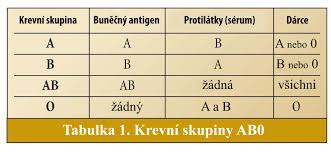 Krevní skupina Buněčný antigen Protilátky (sérum) Dárce
A A B A nebo 0
B B A B nebo 0
AB AB žádná všichni
O žádný A a B O
Tabulka 1. Krevní skupiny AB0